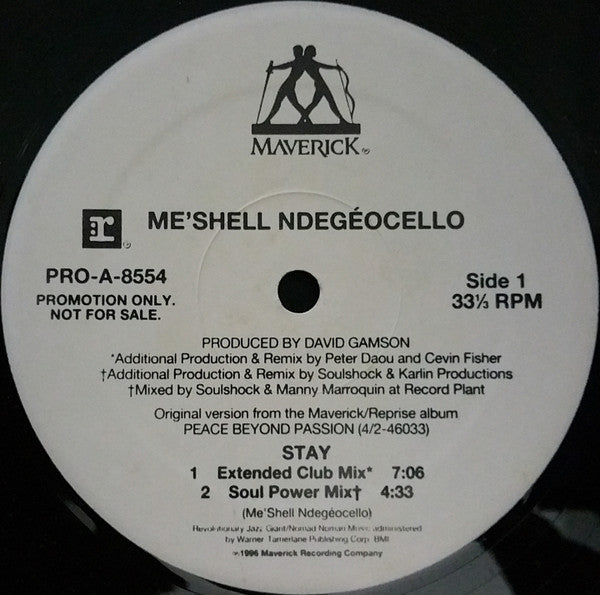 MAVERICK®
r® ME'SHELL NDEGÉOCELLO
PRO-A-8554
PROMOTION ONLY.
NOT FOR SALE.
Side 1
33⅓ RPM
PRODUCED BY DAVID GAMSON
*Additional Production & Remix by Peter Daou and Cevin Fisher
†Additional Production & Remix by Soulshock & Karlin Productions
†Mixed by Soulshock & Manny Marroquin at Record Plant
Original version from the Maverick/Reprise album
PEACE BEYOND PASSION (4/2-46033)
STAY
1 Extended Club Mix* 7:06
2 Soul Power Mix† 4:33
(Me'Shell Ndegéocello)
Revolutionary Jazz Giant/Nomad Noman Music administered
by Warner Tamerlane Publishing Corp. BMI
℗1996 Maverick Recording Company